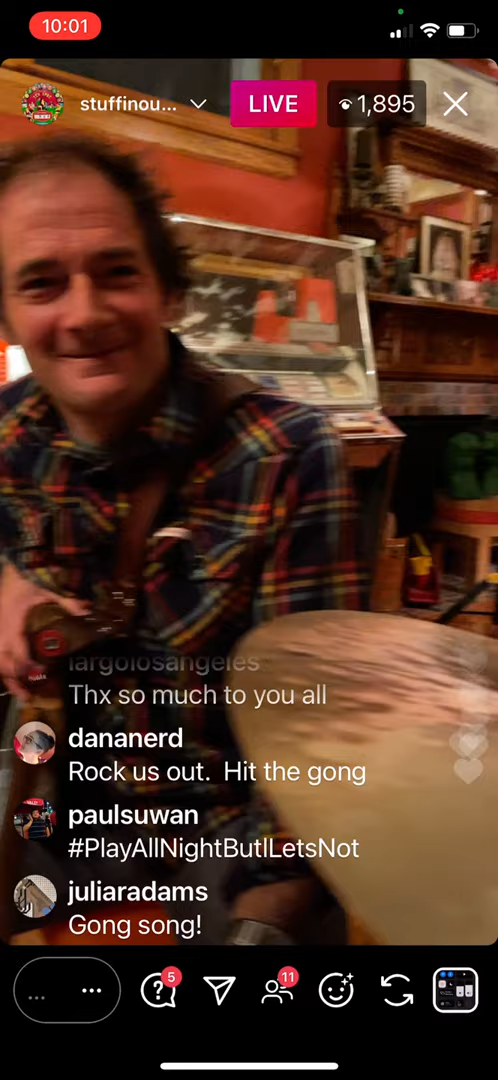 10:01
stuffinou...
LIVE
1,895
largolosangeles
Thx so much to you all
dananerd
Rock us out. Hit the gong
paulsuwan
#PlayAllNightButlLetsNot
juliaradams
Gong song!
5
11